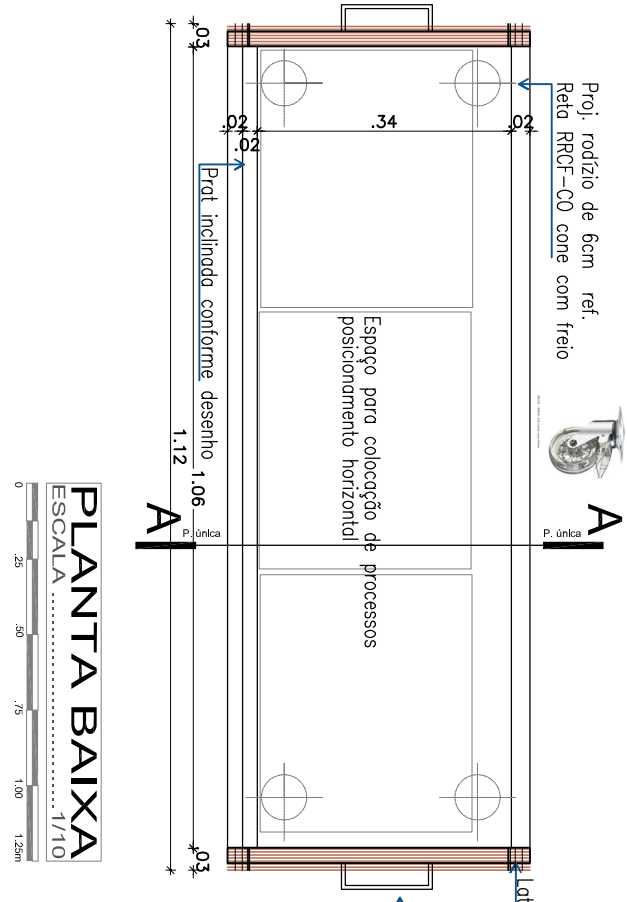 Proj. rodízio de 6cm ref.
Reta RRCF-CO cone com freio
.03
.02
.02
.34
.02
Prat inclinada conforme desenho
Espaço para colocação de processos
posicionamento horizontal
1.06
1.12
A
P. única
A
P. única
.03
Lat
PLANTA BAIXA
ESCALA 1/10
0 .25 .50 .75 1.00 1.25m